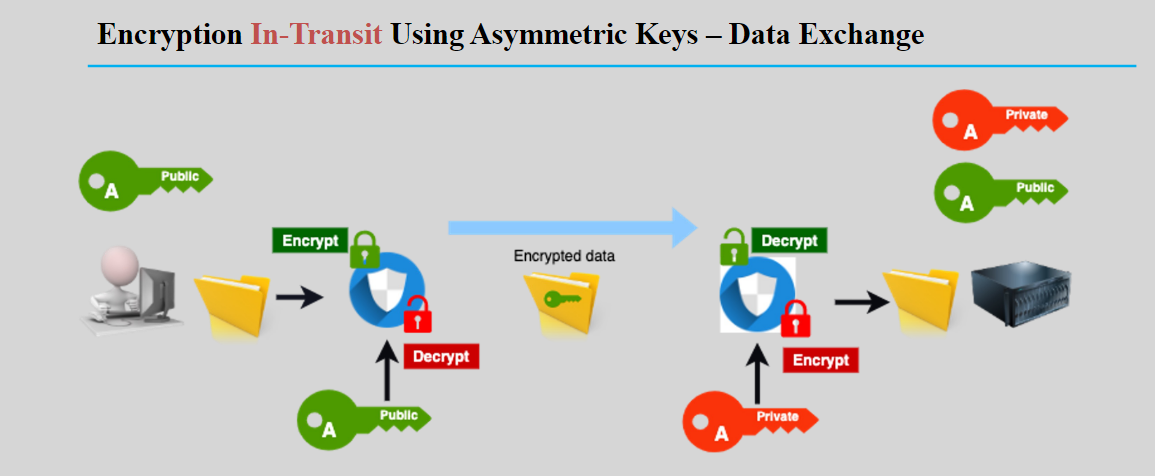 Encryption In-Transit Using Asymmetric Keys – Data Exchange
Private
A
Public
A
Public
A
Encrypt
Decrypt
Encrypted data
Decrypt
Encrypt
Public
A
Private
A